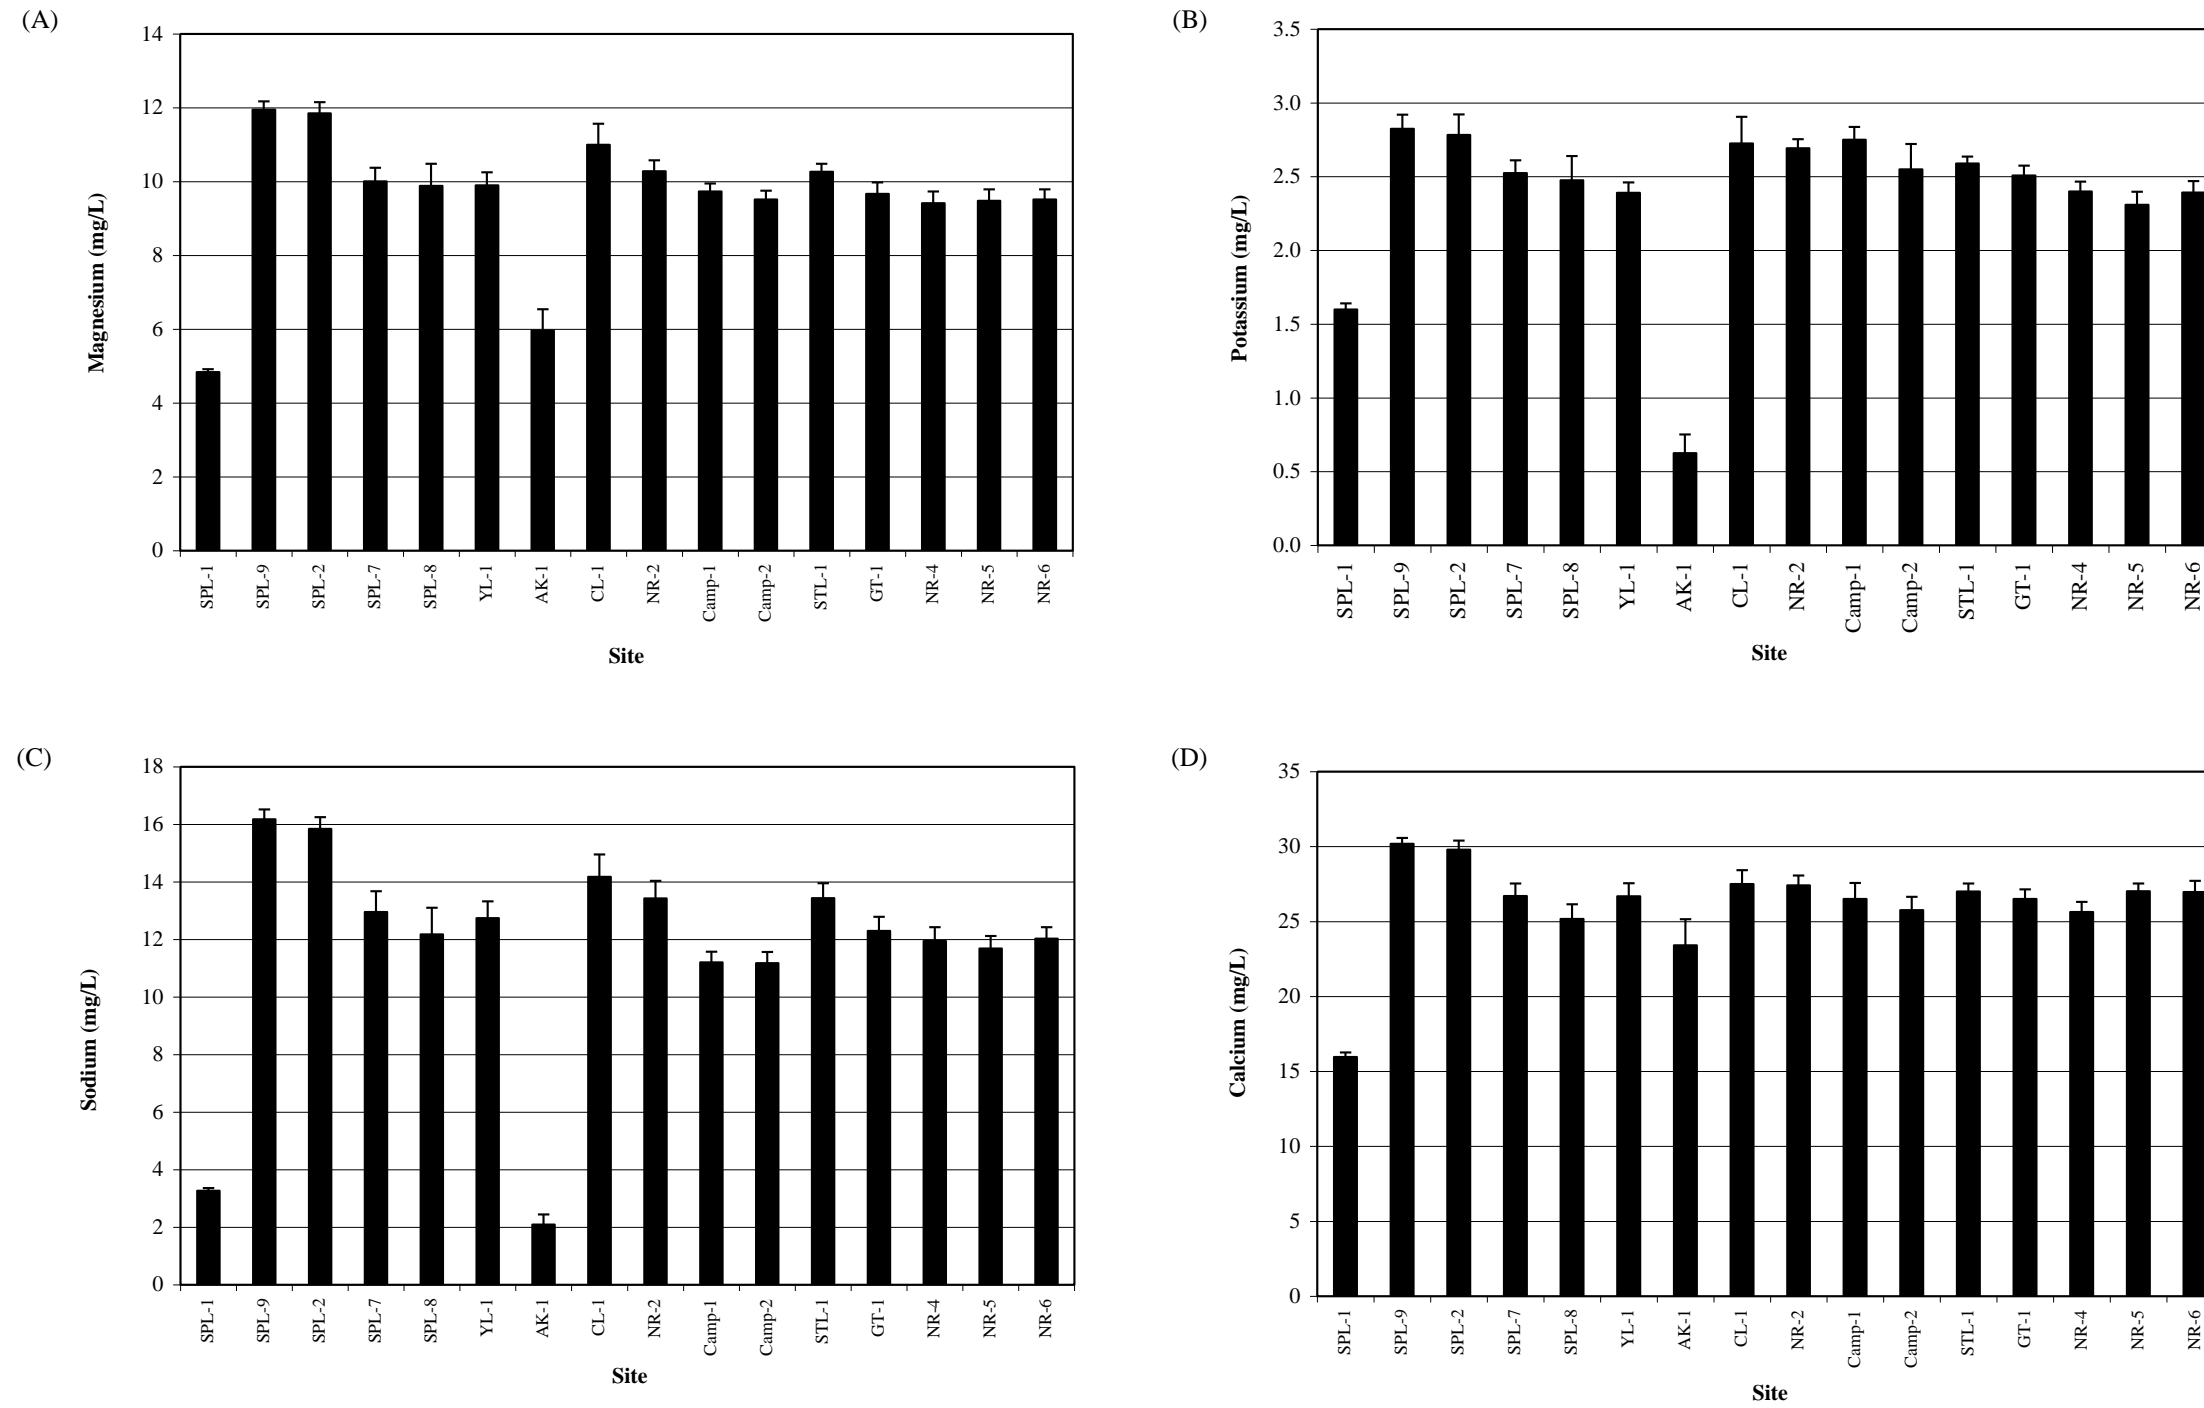 (A)
14
12
10
8
6
4
2
0
Magnesium (mg/L)
SPL-1
SPL-9
SPL-2
SPL-7
SPL-8
YL-1
AK-1
CL-1
NR-2
Camp-1
Camp-2
STL-1
GT-1
NR-4
NR-5
NR-6
Site
(B)
3.5
3.0
2.5
2.0
1.5
1.0
0.5
0.0
Potassium (mg/L)
SPL-1
SPL-9
SPL-2
SPL-7
SPL-8
YL-1
AK-1
CL-1
NR-2
Camp-1
Camp-2
STL-1
GT-1
NR-4
NR-5
NR-6
Site
(C)
18
16
14
12
10
8
6
4
2
0
Sodium (mg/L)
SPL-1
SPL-9
SPL-2
SPL-7
SPL-8
YL-1
AK-1
CL-1
NR-2
Camp-1
Camp-2
STL-1
GT-1
NR-4
NR-5
NR-6
Site
(D)
35
30
25
20
15
10
5
0
Calcium (mg/L)
SPL-1
SPL-9
SPL-2
SPL-7
SPL-8
YL-1
AK-1
CL-1
NR-2
Camp-1
Camp-2
STL-1
GT-1
NR-4
NR-5
NR-6
Site